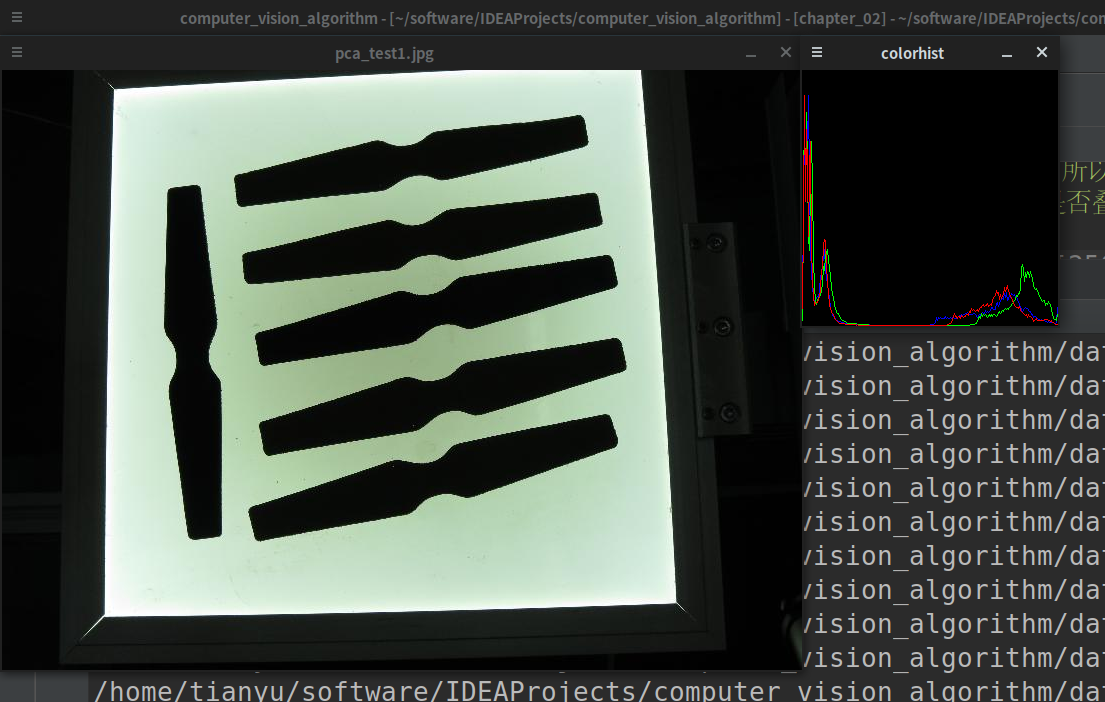 computer_vision_algorithm - [~/software/IDEAProjects/computer_vision_algorithm] - [chapter_02] - ~/software/IDEAProjects/con
pca_test1.jpg
colorhist
所以
是否叠
vision_algorithm/dat
vision_algorithm/dat
vision_algorithm/dat
vision_algorithm/dat
vision_algorithm/dat
vision_algorithm/dat
vision_algorithm/dat
vision_algorithm/dat
vision_algorithm/dat
vision_algorithm/dat
/home/tianyu/software/IDEAProjects/computer_vision_algorithm/dat